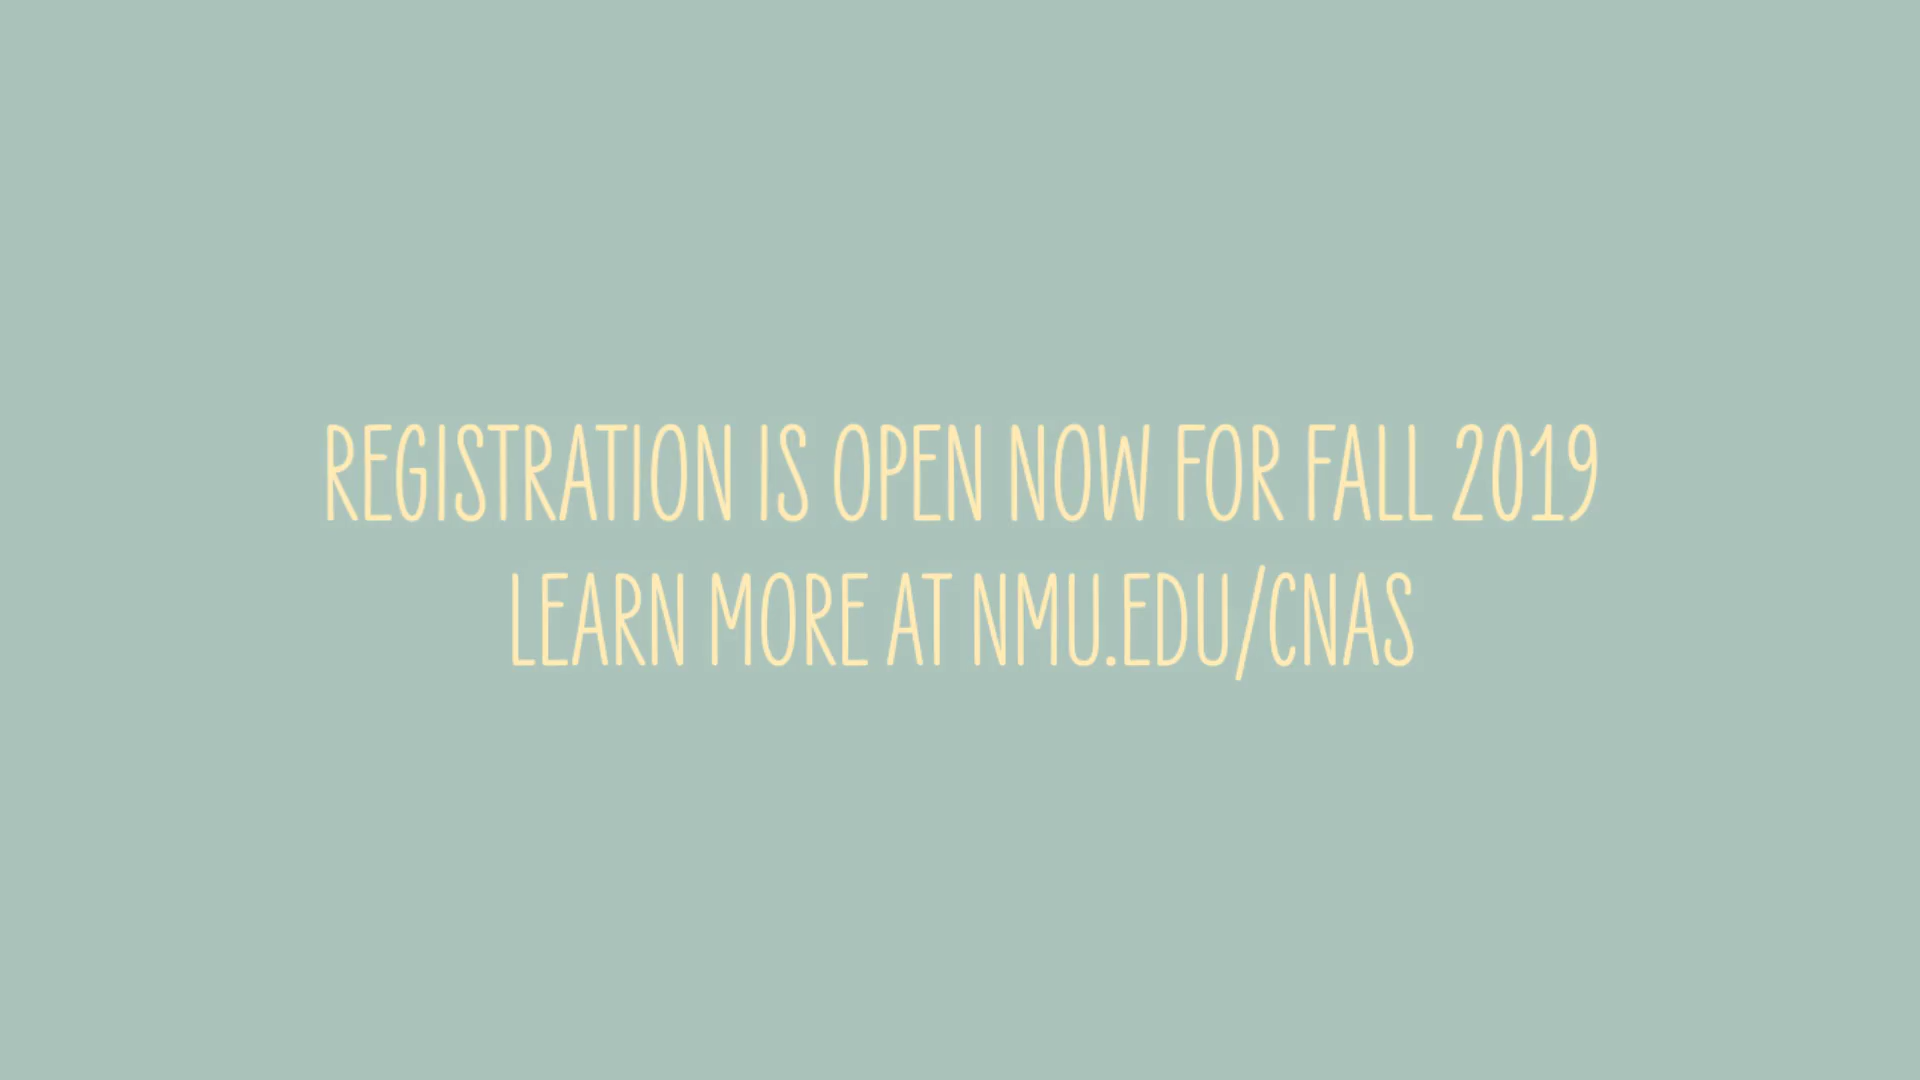 REGISTRATION IS OPEN NOW FOR FALL 2019
LEARN MORE AT NMU.EDU/CNAS